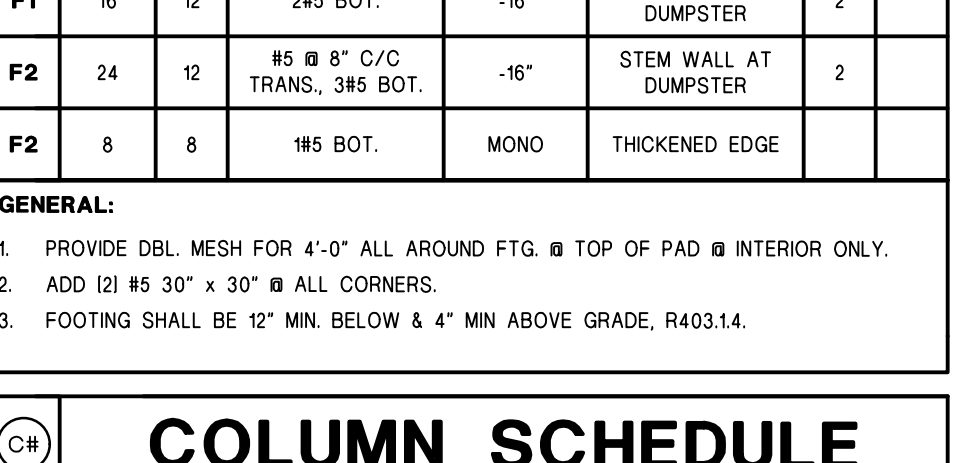 F1 16 12 2#5 BOT. -16" DUMPSTER 2
F2 24 12 #5 @ 8" C/C TRANS., 3#5 BOT. -16" STEM WALL AT DUMPSTER 2
F2 8 8 1#5 BOT. MONO THICKENED EDGE
GENERAL:
1. PROVIDE DBL. MESH FOR 4'-0" ALL AROUND FTG. @ TOP OF PAD @ INTERIOR ONLY.
2. ADD (2) #5 30" x 30" @ ALL CORNERS.
3. FOOTING SHALL BE 12" MIN. BELOW & 4" MIN ABOVE GRADE, R403.1.4.
C# COLUMN SCHEDULE